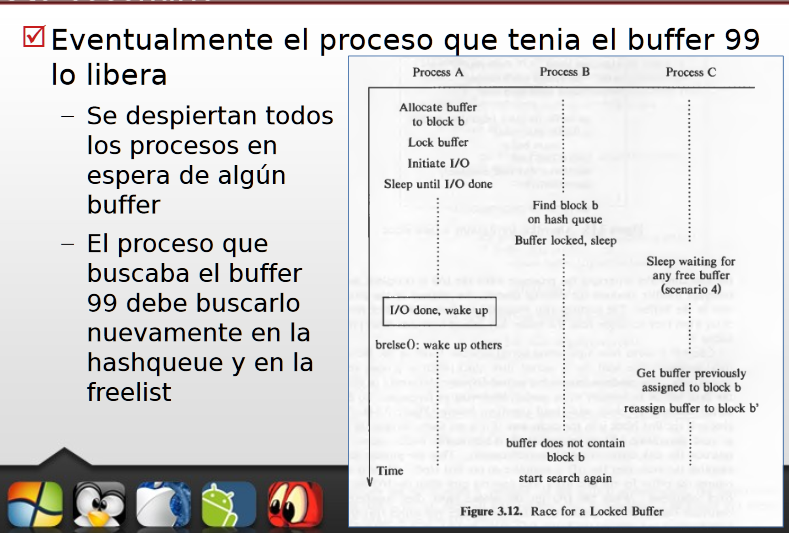 Eventualmente el proceso que tenia el buffer 99
lo libera
– Se despiertan todos
los procesos en
espera de algún
buffer
– El proceso que
buscaba el buffer
99 debe buscarlo
nuevamente en la
hashqueue y en la
freelist
Process A Process B Process C
Allocate buffer
to block b
Lock buffer
Initiate I/O
Sleep until I/O done
Find block b
on hash queue
Buffer locked, sleep
Sleep waiting for
any free buffer
(scenario 4)
I/O done, wake up
brelse(): wake up others
Get buffer previously
assigned to block b
reassign buffer to block b'
buffer does not contain
block b
start search again
Time
Figure 3.12. Race for a Locked Buffer